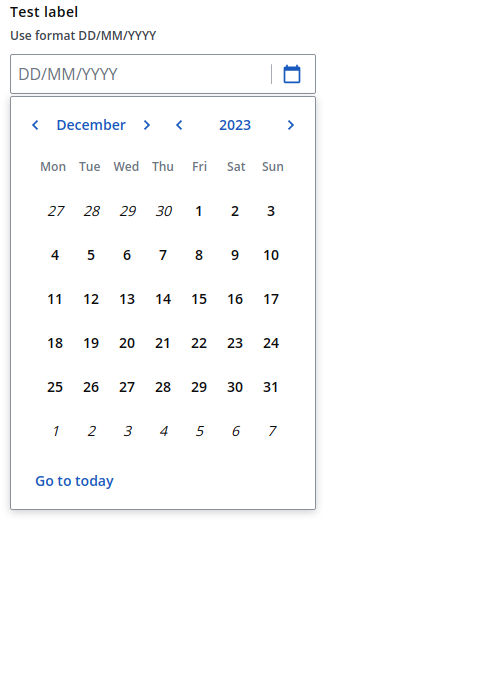 Test label
Use format DD/MM/YYYY
DD/MM/YYYY
December 2023
Mon Tue Wed Thu Fri Sat Sun
27 28 29 30 1 2 3
4 5 6 7 8 9 10
11 12 13 14 15 16 17
18 19 20 21 22 23 24
25 26 27 28 29 30 31
1 2 3 4 5 6 7
Go to today